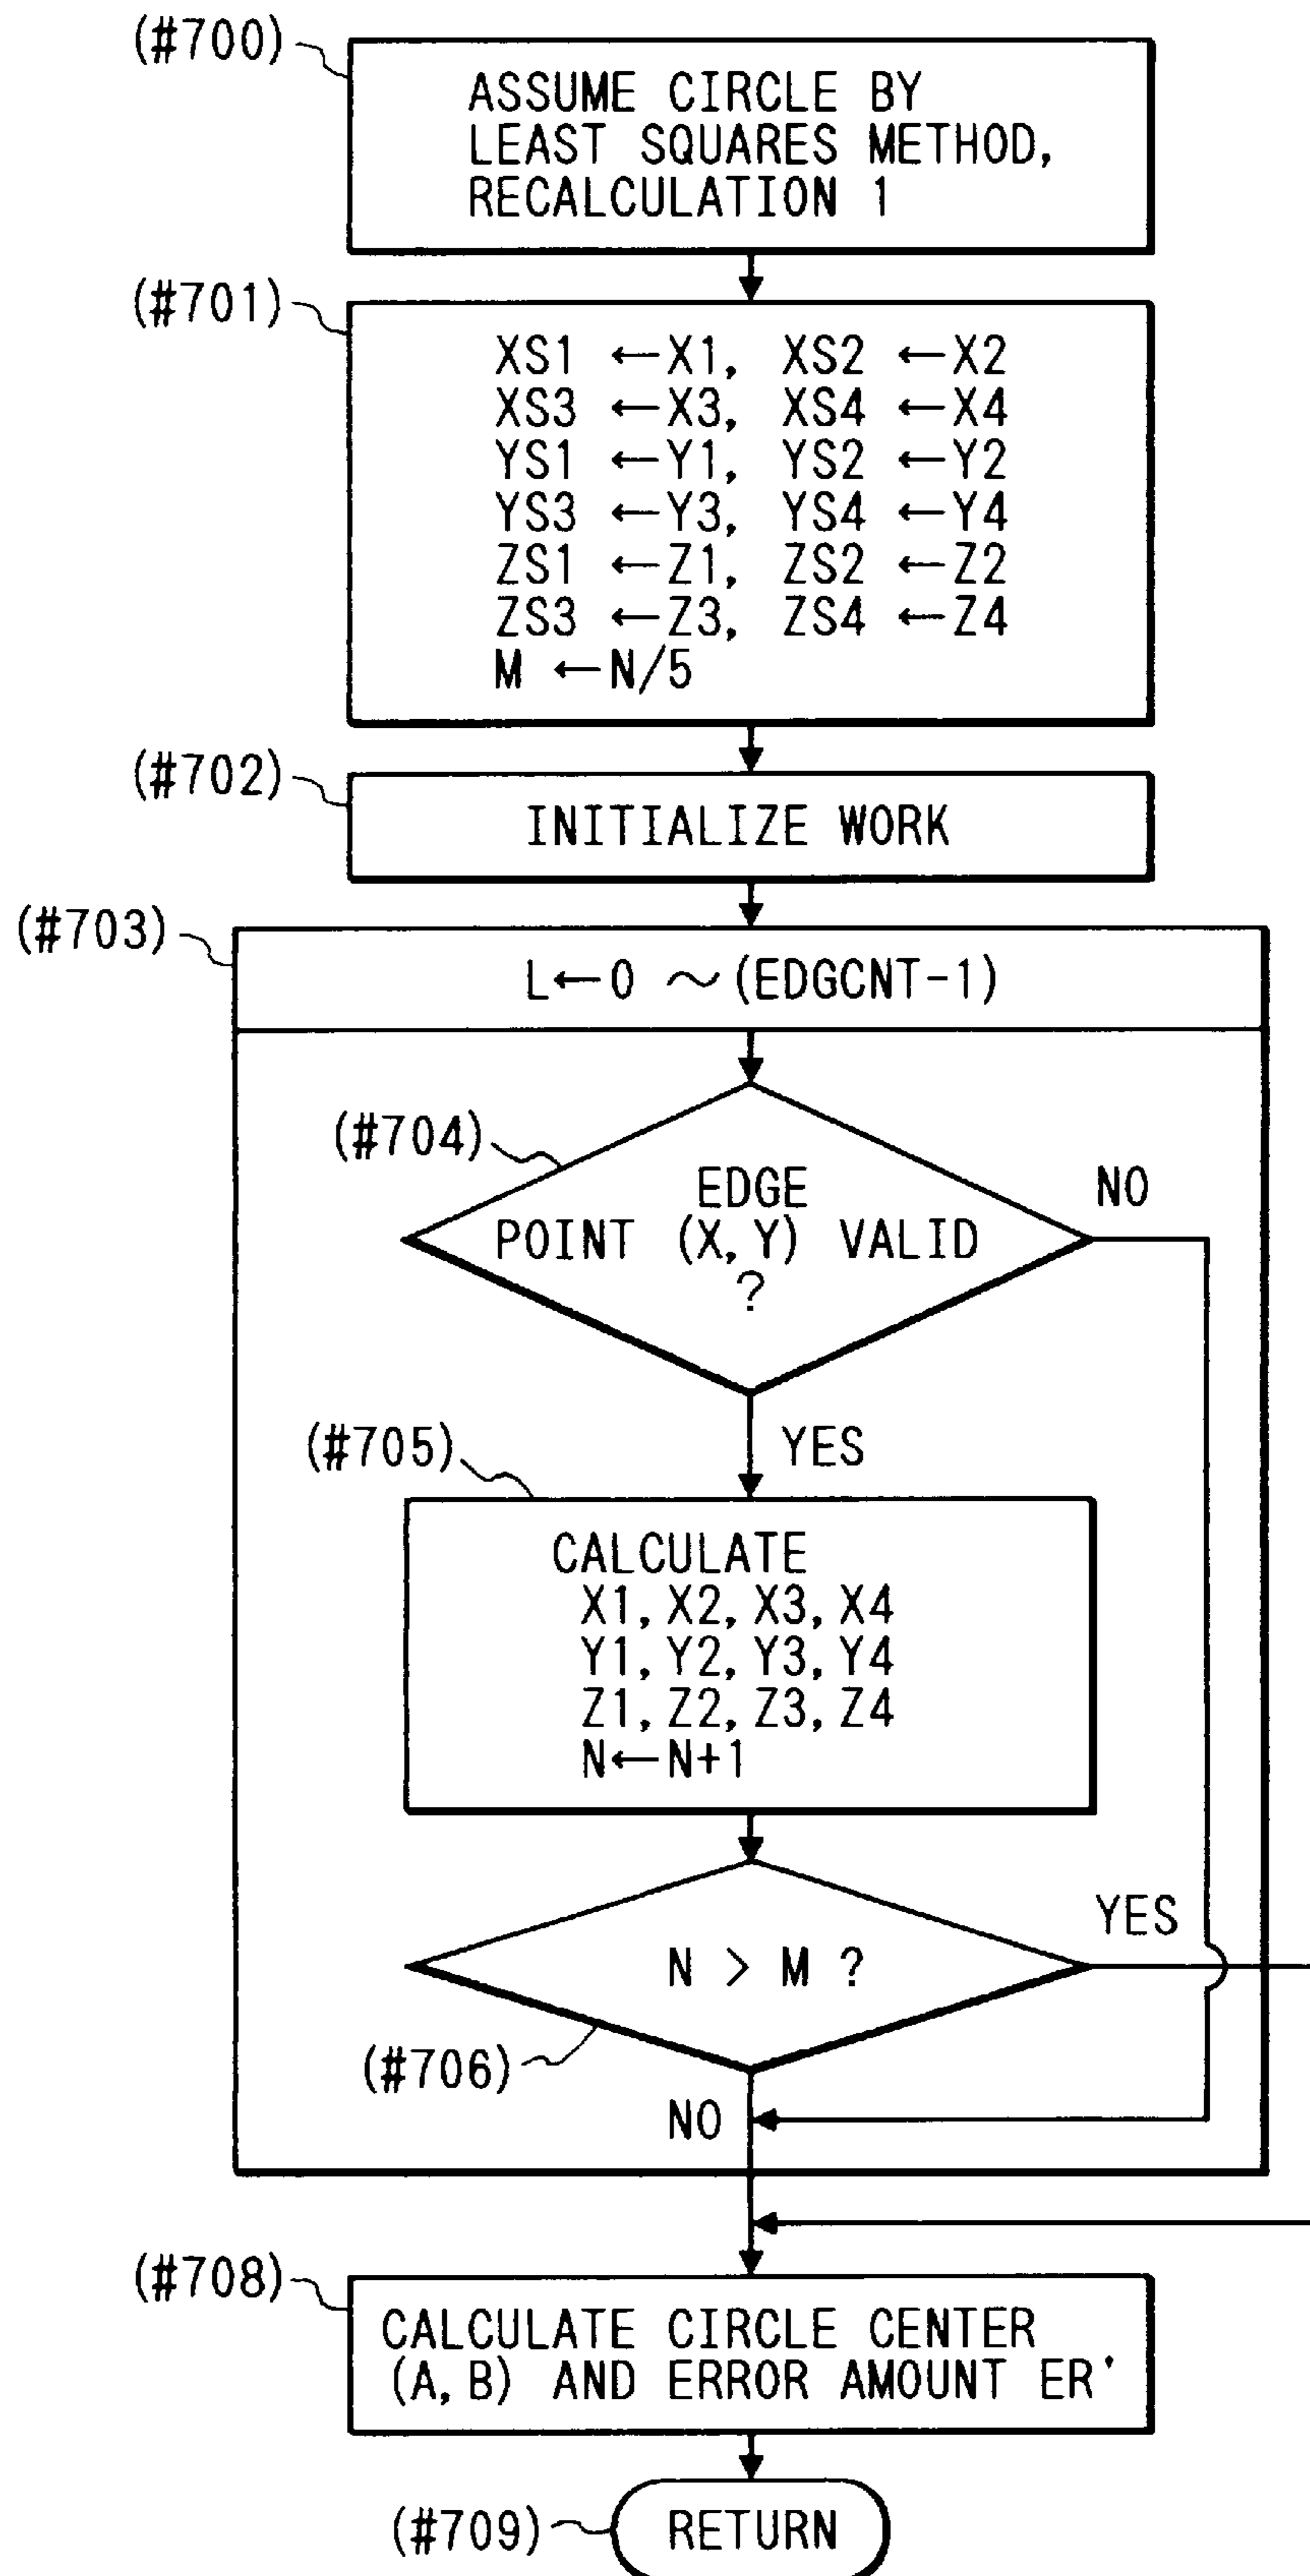 (#700)
ASSUME CIRCLE BY
LEAST SQUARES METHOD,
RECALCULATION 1
(#701)
XS1 ←X1, XS2 ←X2
XS3 ←X3, XS4 ←X4
YS1 ←Y1, YS2 ←Y2
YS3 ←Y3, YS4 ←Y4
ZS1 ←Z1, ZS2 ←Z2
ZS3 ←Z3, ZS4 ←Z4
M ←N/5
(#702)
INITIALIZE WORK
(#703)
L←0 ~(EDGCNT-1)
(#704)
EDGE
POINT (X,Y) VALID
?
NO
YES
(#705)
CALCULATE
X1,X2,X3,X4
Y1,Y2,Y3,Y4
Z1,Z2,Z3,Z4
N←N+1
YES
N > M ?
(#706)
NO
(#708)
CALCULATE CIRCLE CENTER
(A,B) AND ERROR AMOUNT ER'
(#709)
RETURN